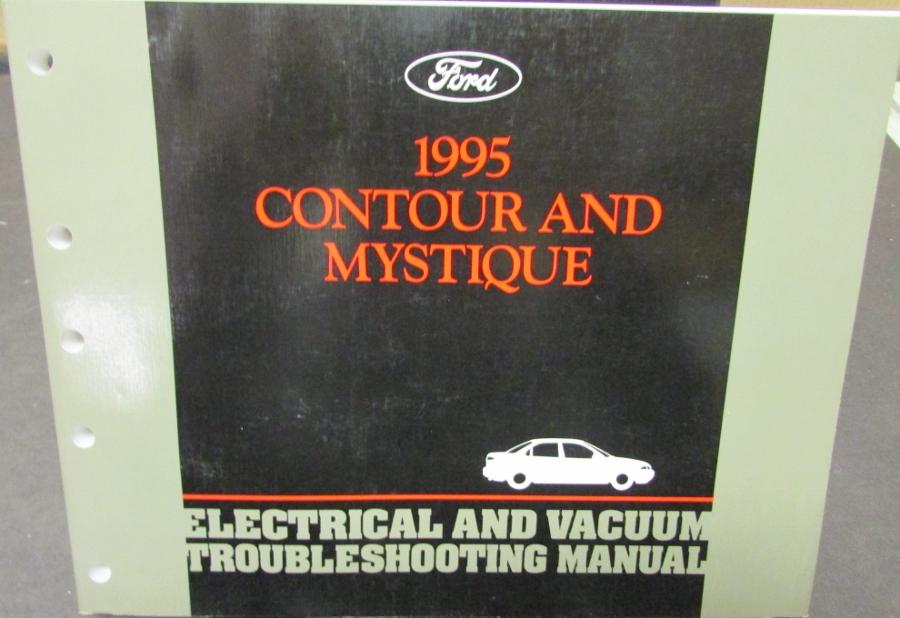 Ford
1995
CONTOUR AND
MYSTIQUE
ELECTRICAL AND VACUUM
TROUBLESHOOTING MANUAL